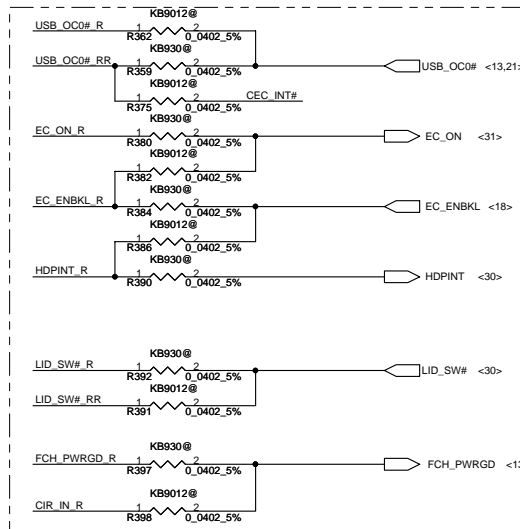 KB9012@
USB_OC0#_R 1 2
R362 0_0402_5%
KB930@
USB_OC0#_RR 1 2 USB_OC0# <13,21>
R359 0_0402_5%
KB9012@
1 2 CEC_INT#
R375 0_0402_5%
KB930@
EC_ON_R 1 2 EC_ON <31>
R380 0_0402_5%
KB9012@
1 2
R382 0_0402_5%
KB930@
EC_ENBKL_R 1 2 EC_ENBKL <18>
R384 0_0402_5%
KB9012@
1 2
R386 0_0402_5%
KB930@
HDPINT_R 1 2 HDPINT <30>
R390 0_0402_5%
KB930@
LID_SW#_R 1 2 LID_SW# <30>
R392 0_0402_5%
KB9012@
LID_SW#_RR 1 2
R391 0_0402_5%
KB930@
FCH_PWRGD_R 1 2 FCH_PWRGD <13
R397 0_0402_5%
KB9012@
CIR_IN_R 1 2
R398 0_0402_5%